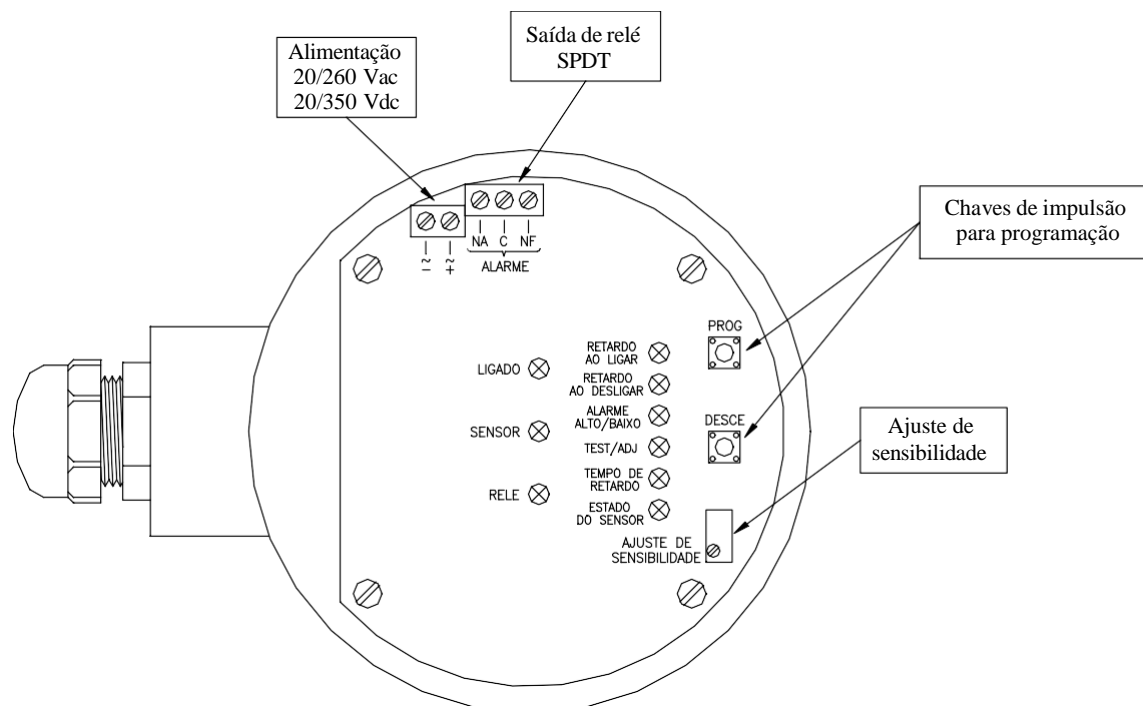 Saída de relé
SPDT
Alimentação
20/260 Vac
20/350 Vdc
Chaves de impulsão
para programação
NA C NF
~ ~
- +
ALARME
PROG
RETARDO
AO LIGAR
LIGADO
RETARDO
AO DESLIGAR
ALARME
ALTO/BAIXO
DESCE
Ajuste de
sensibilidade
SENSOR
TEST/ADJ
TEMPO DE
RETARDO
RELE
ESTADO
DO SENSOR
AJUSTE DE
SENSIBILIDADE